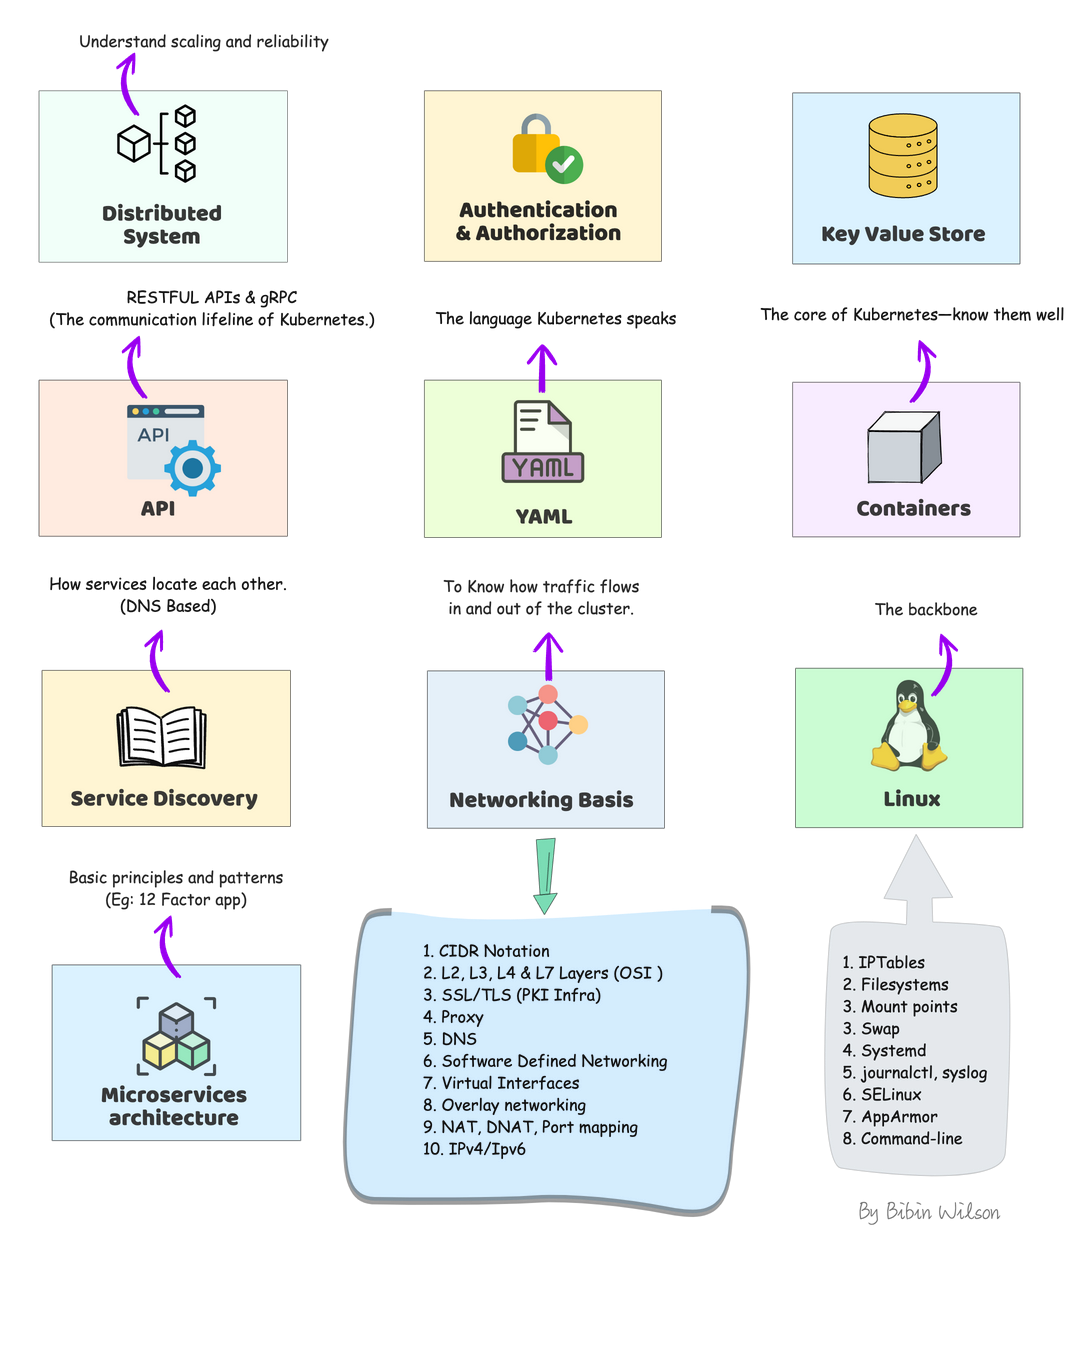 Understand scaling and reliability
Distributed
System
Authentication
& Authorization
Key Value Store
RESTFUL APIs & gRPC
(The communication lifeline of Kubernetes.)
API
API
The language Kubernetes speaks
YAML
YAML
The core of Kubernetes—know them well
Containers
How services locate each other.
(DNS Based)
Service Discovery
To Know how traffic flows
in and out of the cluster.
Networking Basis
The backbone
Linux
Basic principles and patterns
(Eg: 12 Factor app)
Microservices
architecture
1. CIDR Notation
2. L2, L3, L4 & L7 Layers (OSI )
3. SSL/TLS (PKI Infra)
4. Proxy
5. DNS
6. Software Defined Networking
7. Virtual Interfaces
8. Overlay networking
9. NAT, DNAT, Port mapping
10. IPv4/Ipv6
1. IPTables
2. Filesystems
3. Mount points
3. Swap
4. Systemd
5. journalctl, syslog
6. SELinux
7. AppArmor
8. Command-line
By Bibin Wilson